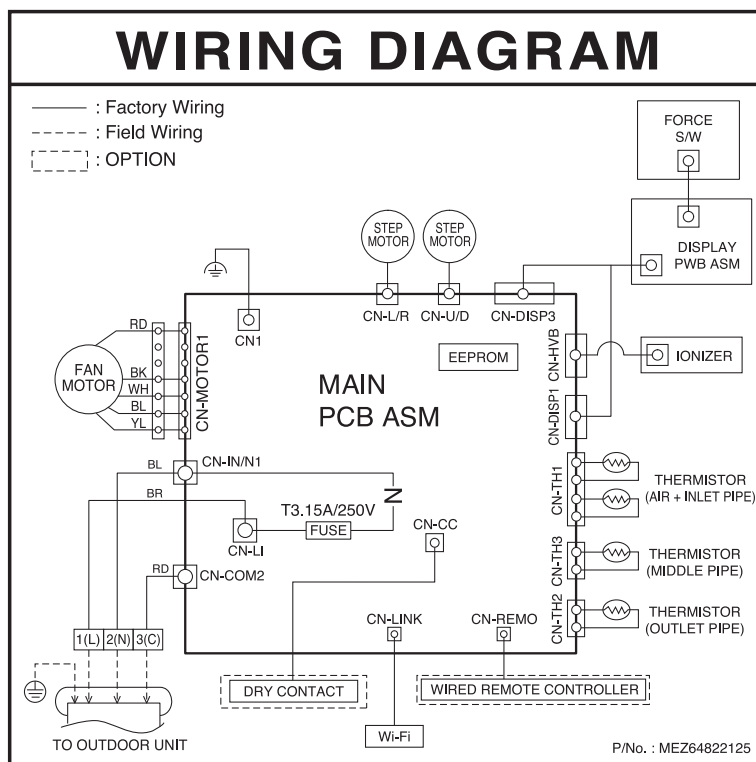 WIRING DIAGRAM
: Factory Wiring
: Field Wiring
: OPTION
FORCE
S/W
STEP
MOTOR
STEP
MOTOR
DISPLAY
PWB ASM
CN-L/R
CN-U/D
CN-DISP3
CN1
RD
FAN
MOTOR
BK
WH
BL
YL
CN-MOTOR1
EEPROM
CN-HVB
IONIZER
MAIN
PCB ASM
CN-DISP1
BL
CN-IN/N1
BR
T3.15A/250V
FUSE
N
CN-LI
CN-CC
CN-TH1
THERMISTOR
(AIR + INLET PIPE)
RD
CN-COM2
CN-TH3
THERMISTOR
(MIDDLE PIPE)
CN-TH2
THERMISTOR
(OUTLET PIPE)
CN-LINK
CN-REMO
1(L)
2(N)
3(C)
DRY CONTACT
WIRED REMOTE CONTROLLER
Wi-Fi
TO OUTDOOR UNIT
P/No. : MEZ64822125